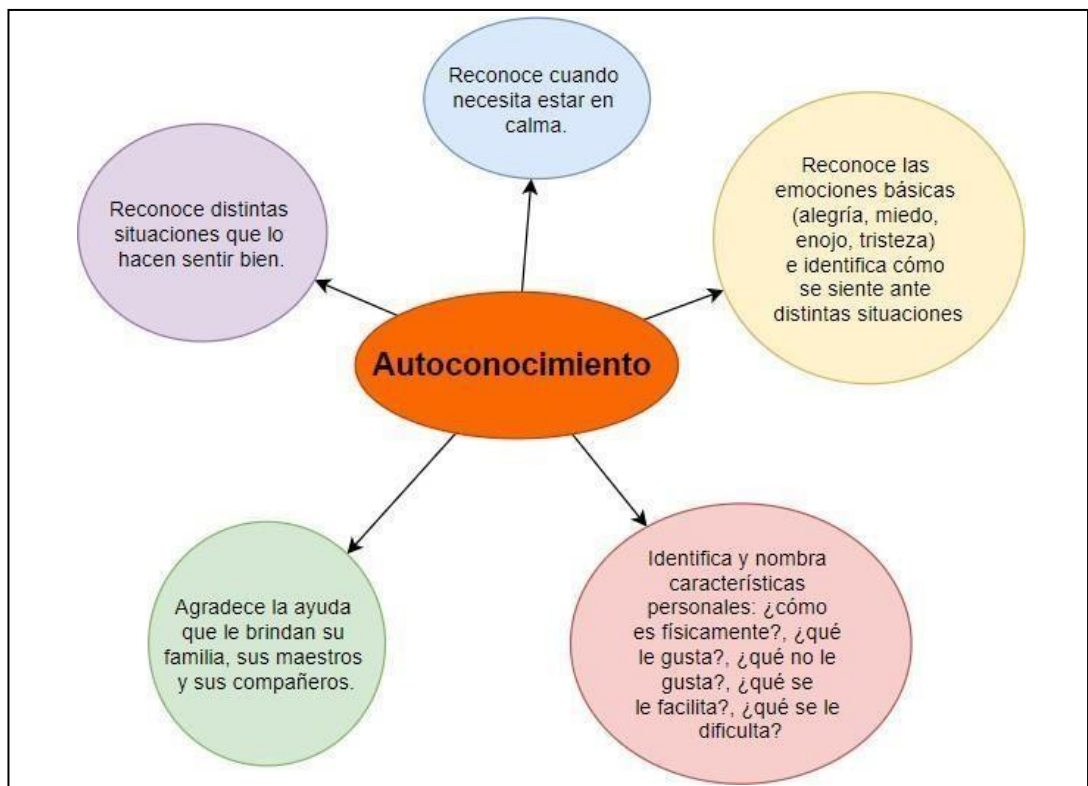 Reconoce cuando
necesita estar en
calma.
Reconoce distintas
situaciones que lo
hacen sentir bien.
Reconoce las
emociones básicas
(alegría, miedo,
enojo, tristeza)
e identifica cómo
se siente ante
distintas situaciones
Autoconocimiento
Agradece la ayuda
que le brindan su
familia, sus maestros
y sus compañeros.
Identifica y nombra
características
personales: ¿cómo
es físicamente?, ¿qué
le gusta?, ¿qué no le
gusta?, ¿qué se
le facilita?, ¿qué se le
dificulta?